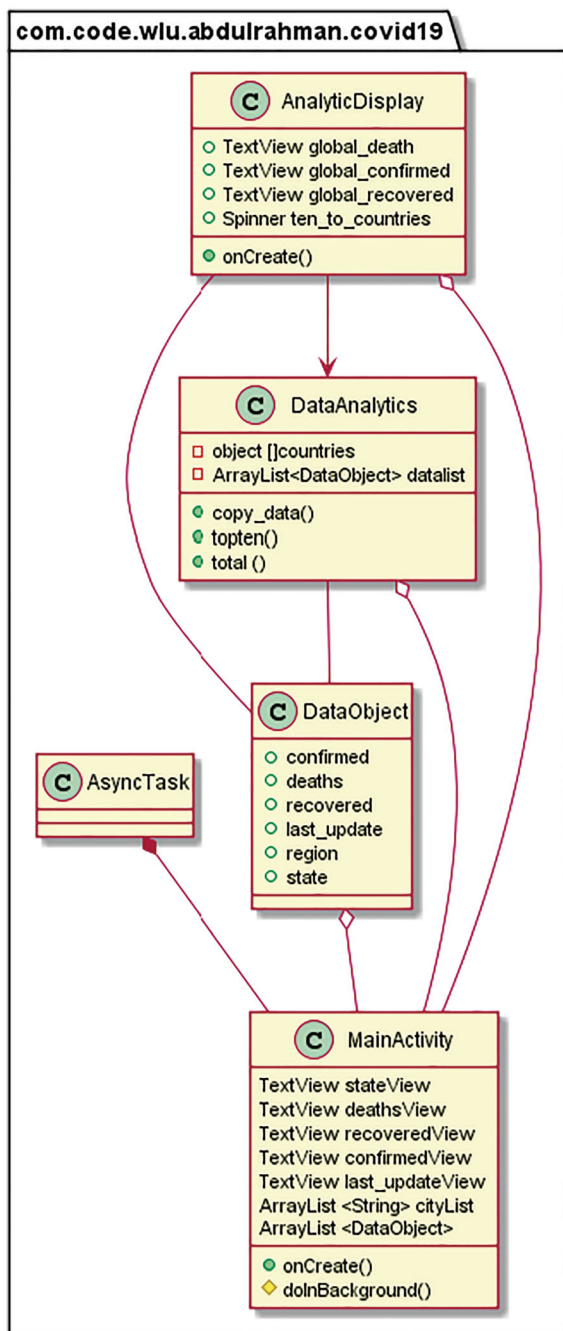 com.code.wlu.abdulrahman.covid19
C AnalyticDisplay
TextView global_death
TextView global_confirmed
TextView global_recovered
Spinner ten_to_countries
onCreate()
C DataAnalytics
object []countries
ArrayList<DataObject> datalist
copy_data()
topten()
total ()
C DataObject
confirmed
deaths
recovered
last_update
region
state
C AsyncTask
C MainActivity
TextView stateView
TextView deathsView
TextView recoveredView
TextView confirmedView
TextView last_updateView
ArrayList <String> cityList
ArrayList <DataObject>
onCreate()
doInBackground()